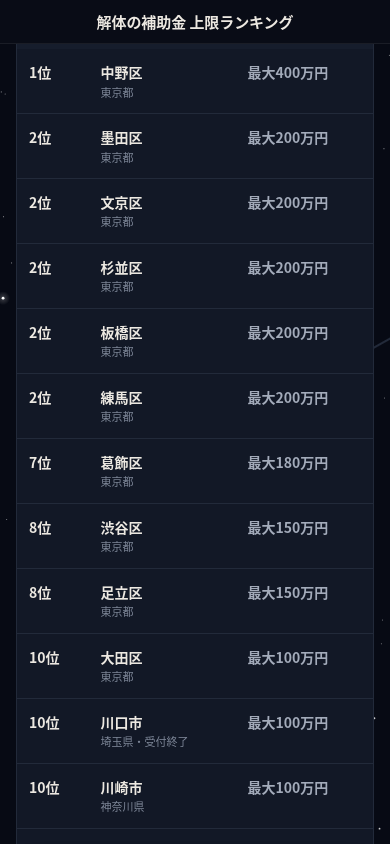 解体の補助金 上限ランキング
1位 中野区 最大400万円
東京都
2位 墨田区 最大200万円
東京都
2位 文京区 最大200万円
東京都
2位 杉並区 最大200万円
東京都
2位 板橋区 最大200万円
東京都
2位 練馬区 最大200万円
東京都
7位 葛飾区 最大180万円
東京都
8位 渋谷区 最大150万円
東京都
8位 足立区 最大150万円
東京都
10位 大田区 最大100万円
東京都
10位 川口市 最大100万円
埼玉県・受付終了
10位 川崎市 最大100万円
神奈川県